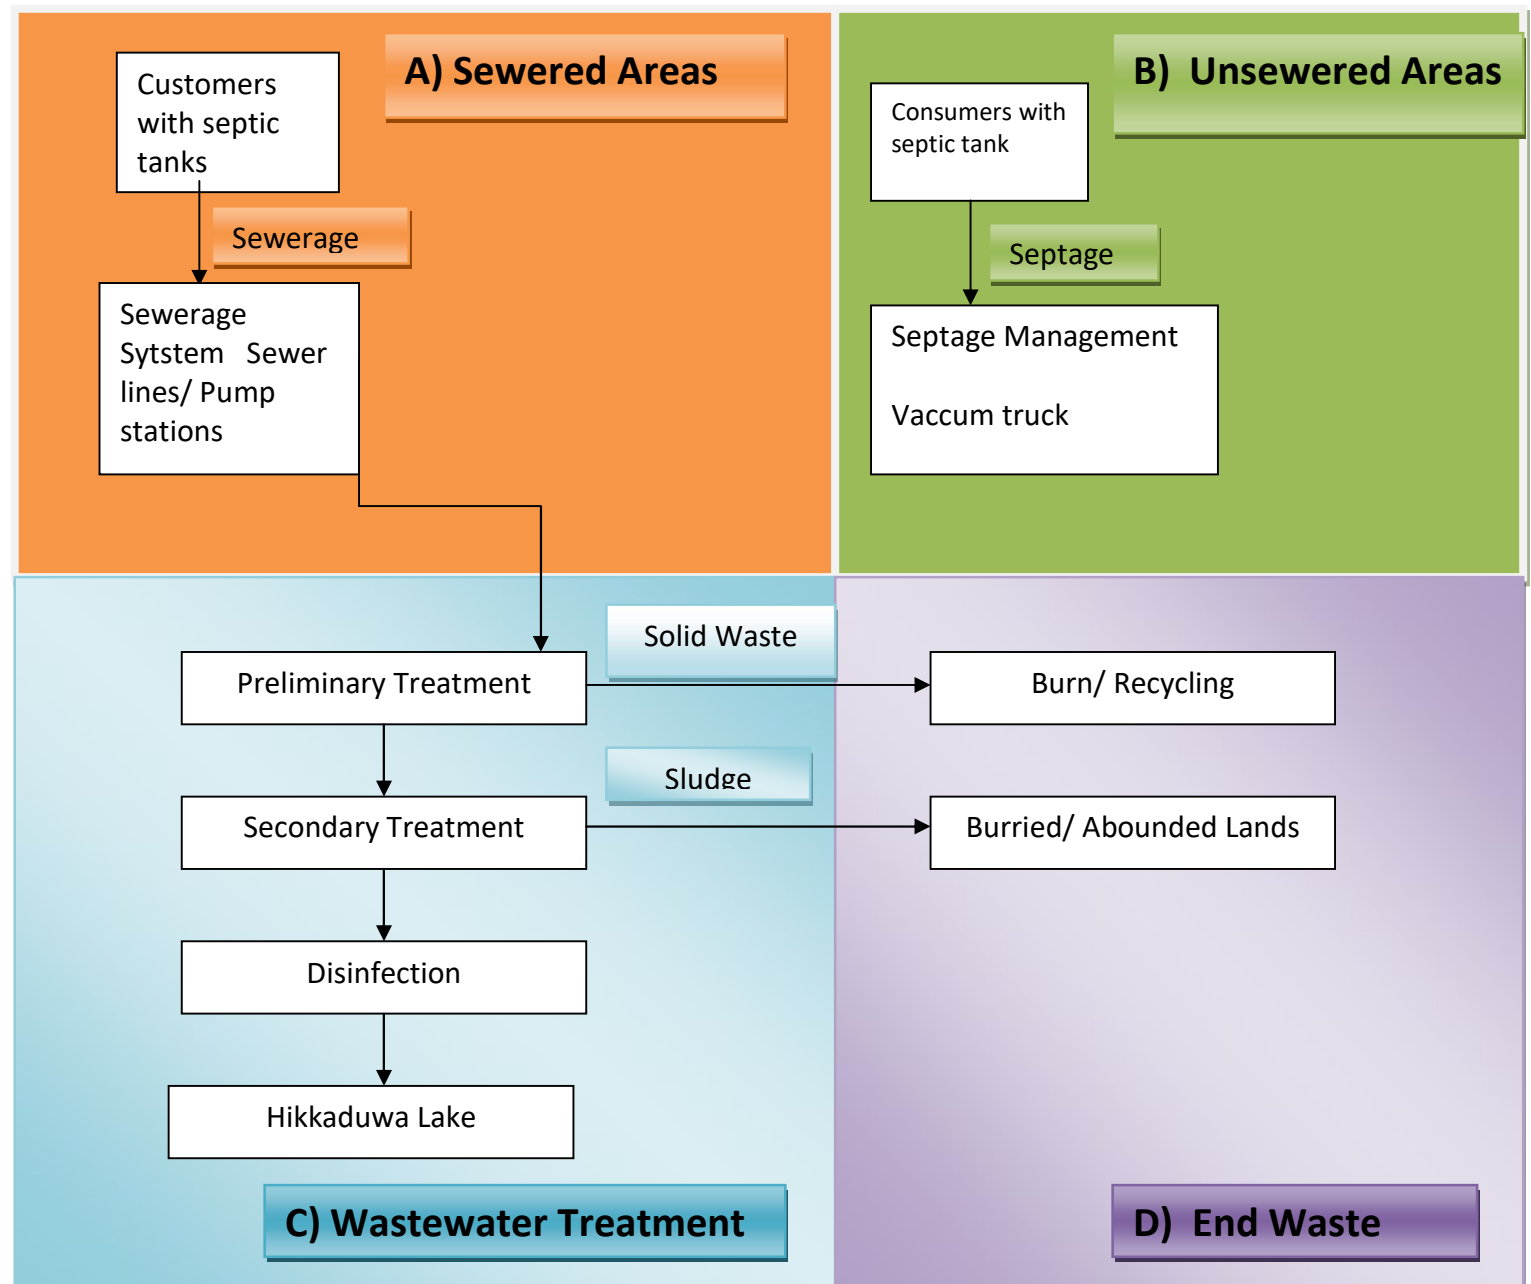 A) Sewered Areas
Customers
with septic
tanks
Sewerage
Sewerage
Sytstem Sewer
lines/ Pump
stations
B) Unsewered Areas
Consumers with
septic tank
Septage
Septage Management
Vaccum truck
Solid Waste
Preliminary Treatment
Burn/ Recycling
Sludge
Secondary Treatment
Burried/ Abounded Lands
Disinfection
Hikkaduwa Lake
C) Wastewater Treatment
D) End Waste